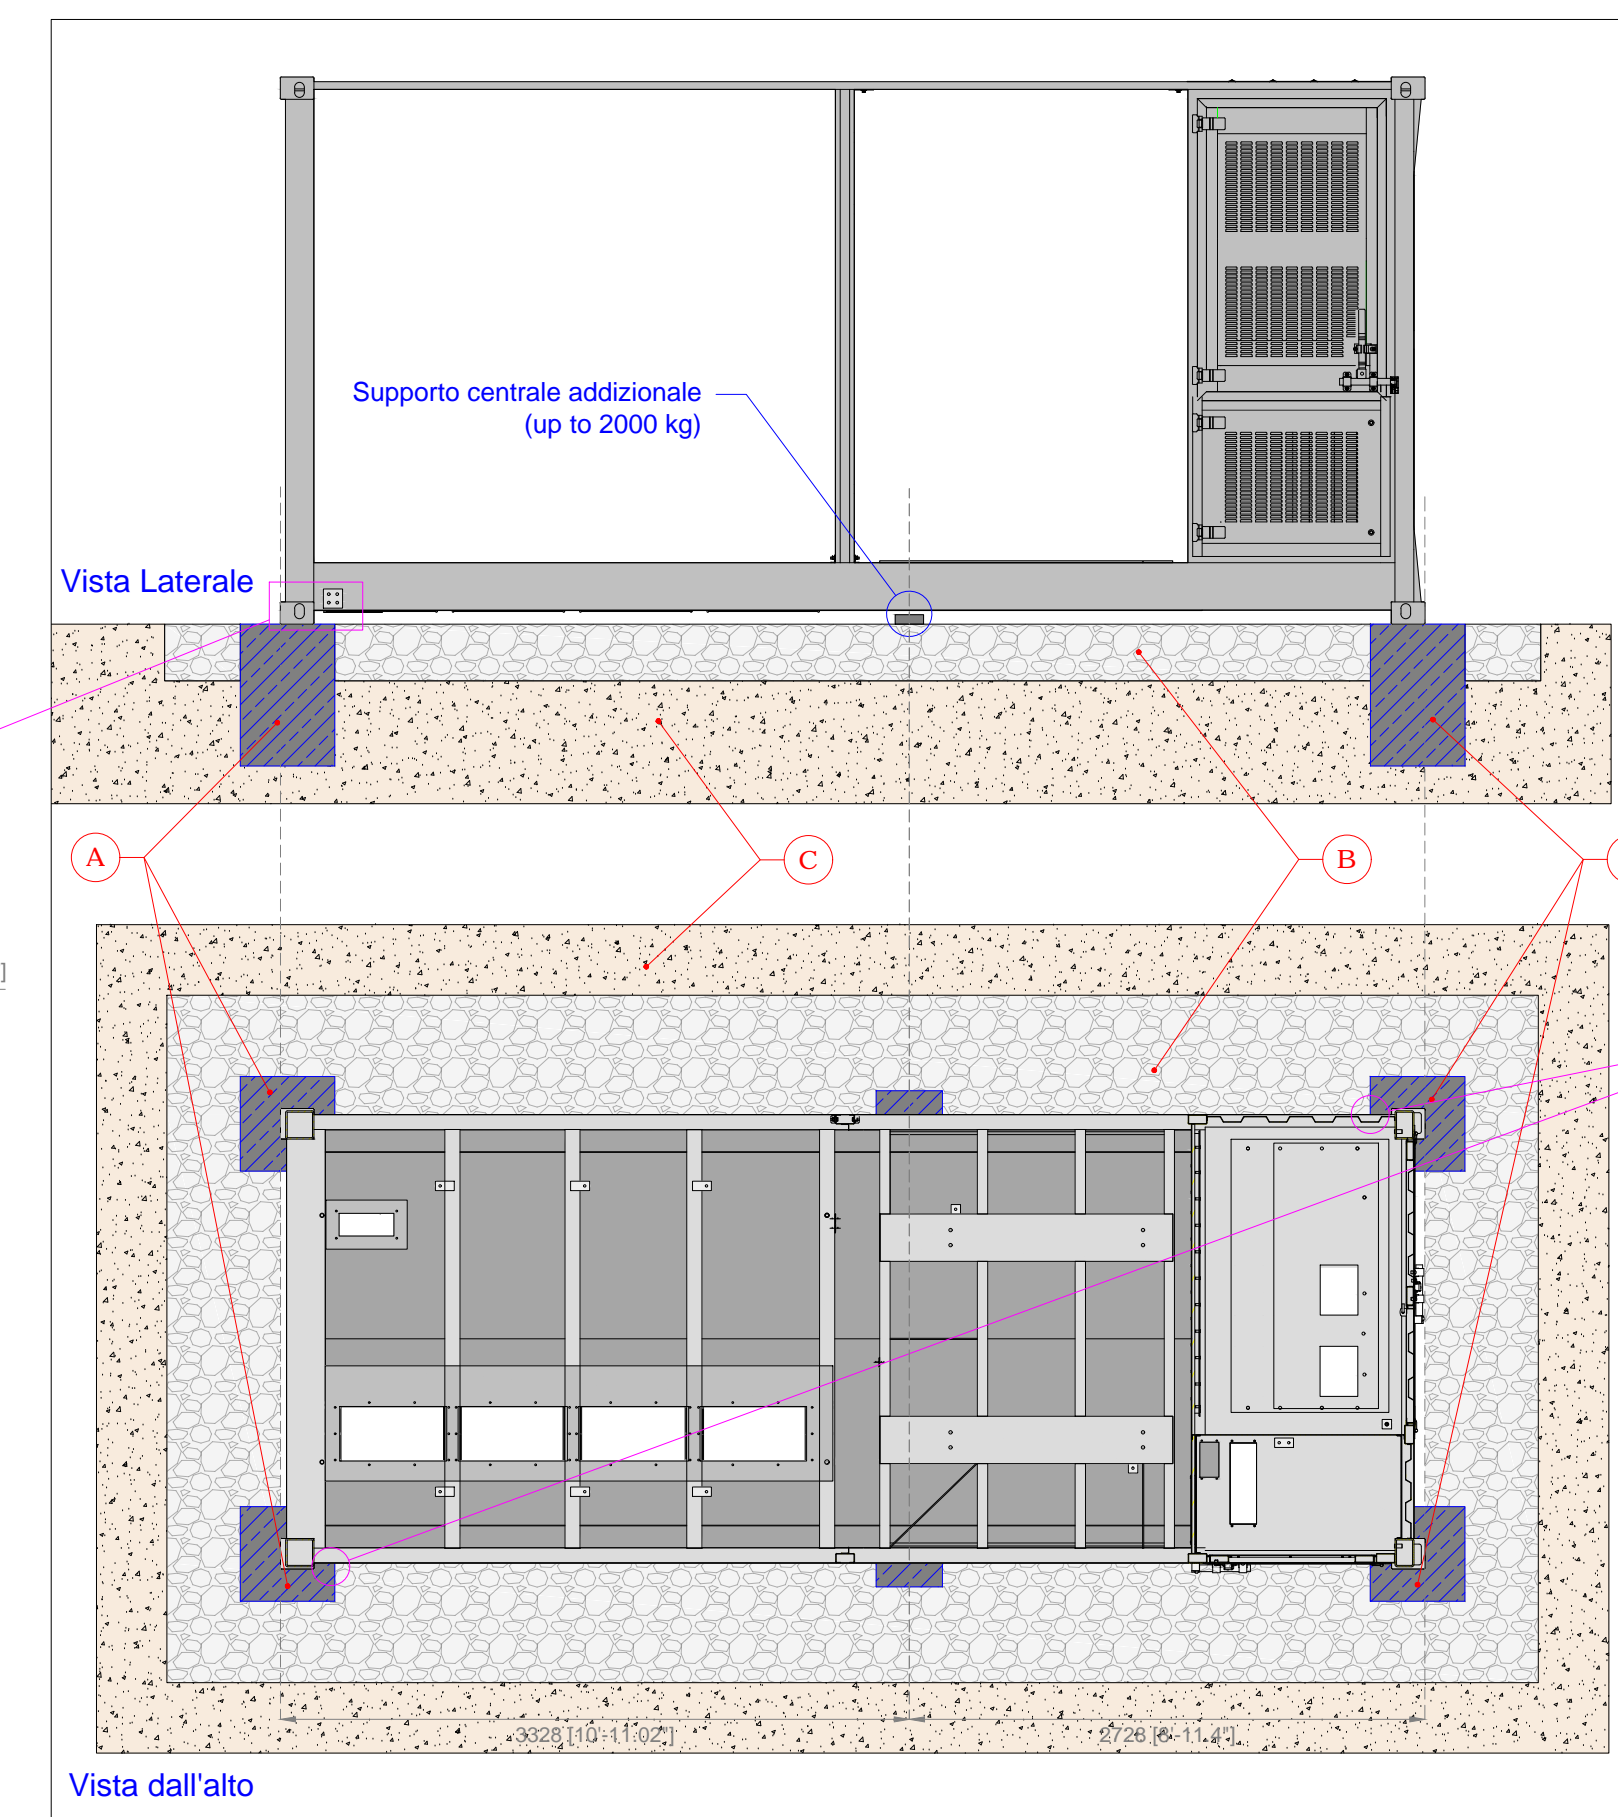 Supporto centrale addizionale
(up to 2000 kg)
Vista Laterale
A
C
B
]
3328 [10'-11.02"]
2728 [8'-11.4"]
Vista dall'alto